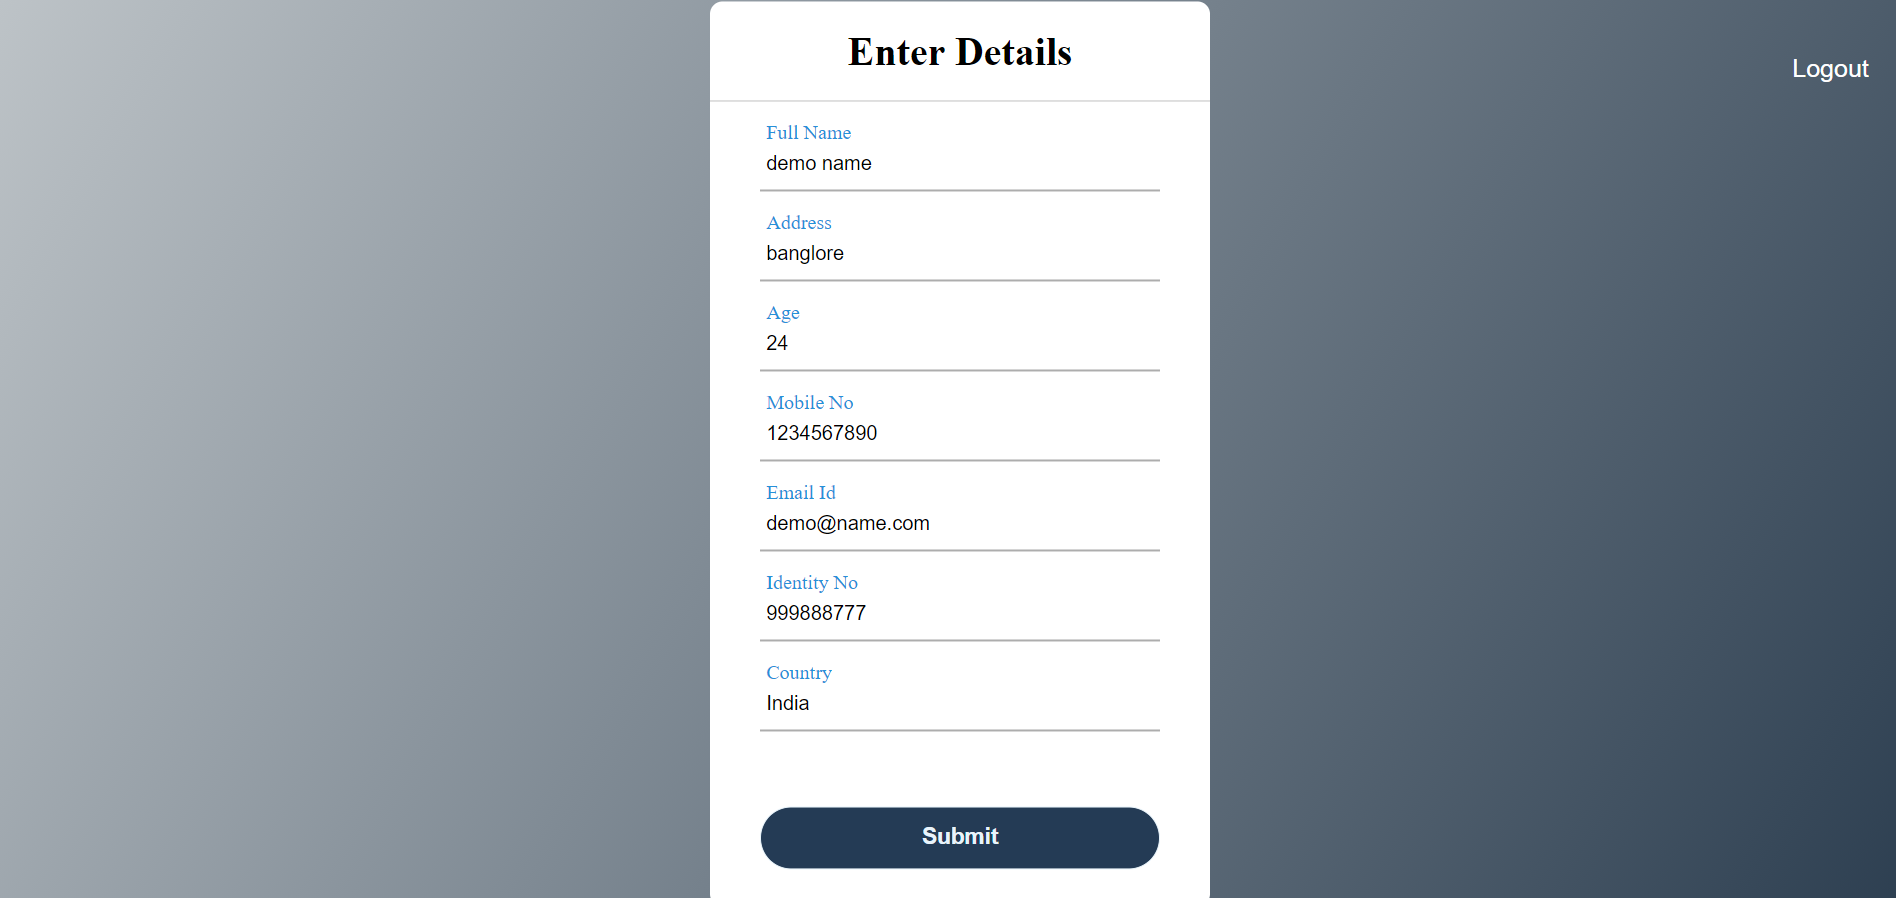 Enter Details
Logout
Full Name
demo name
Address
banglore
Age
24
Mobile No
1234567890
Email Id
demo@name.com
Identity No
999888777
Country
India
Submit